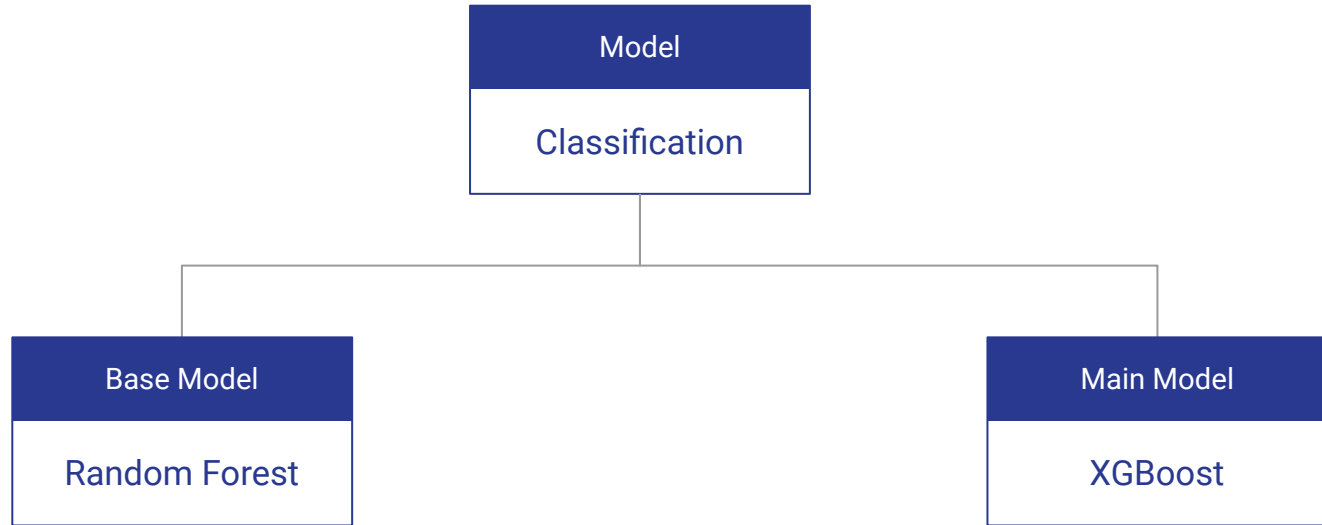 Model
Classification
Base Model
Random Forest
Main Model
XGBoost